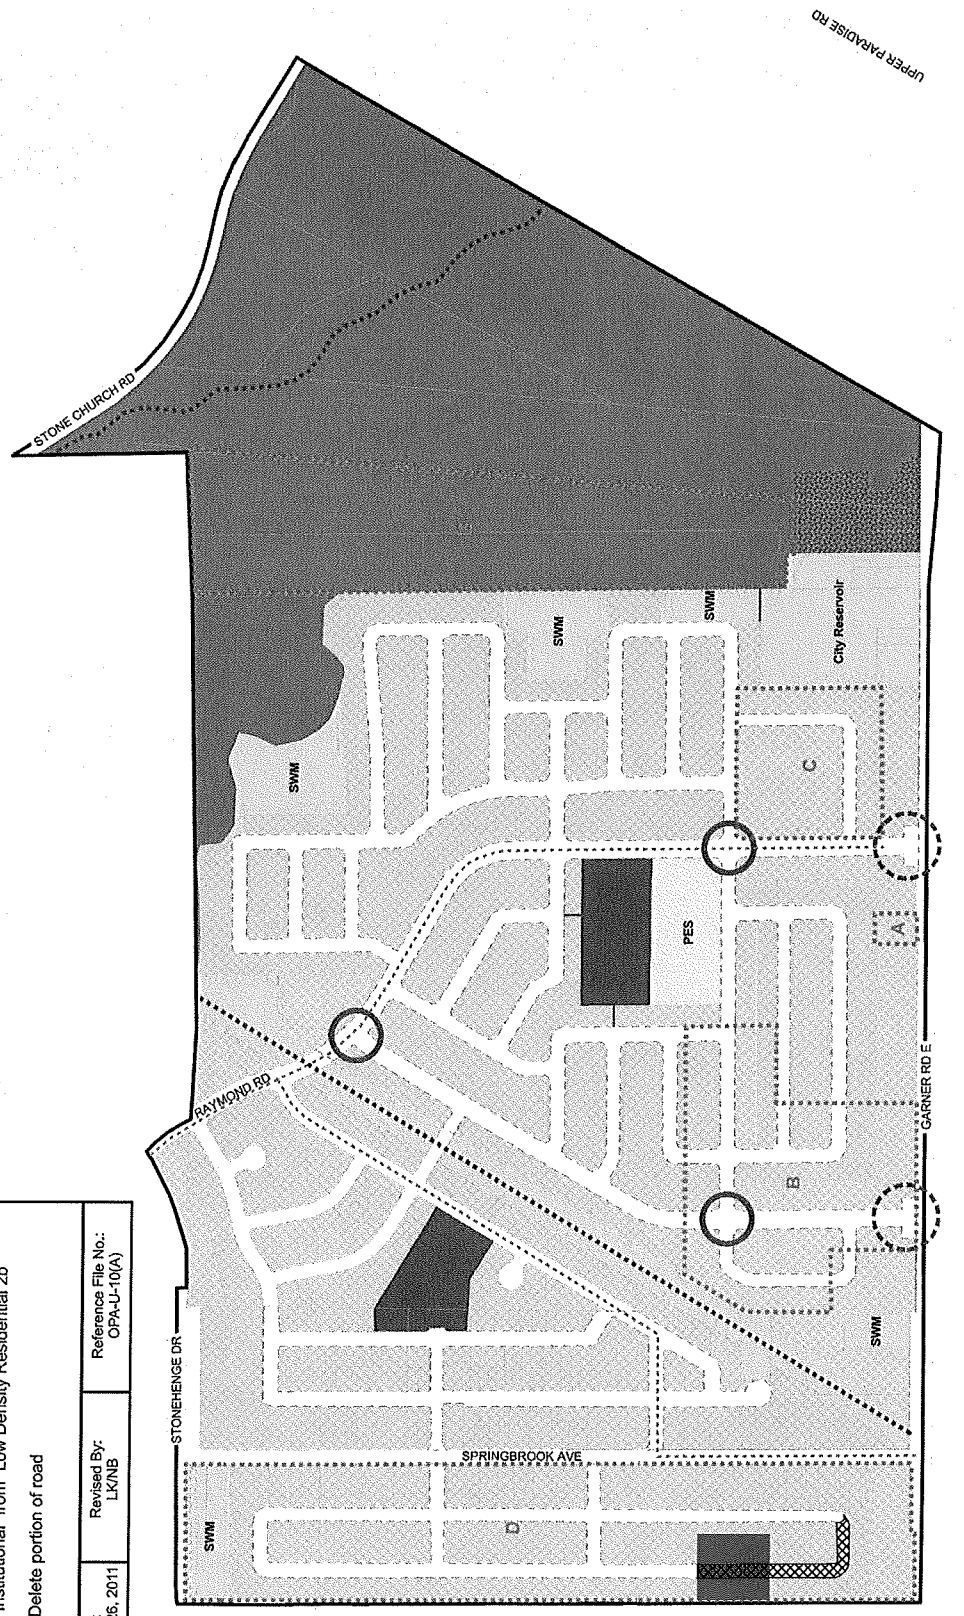 UPPER PARADISE RD
STONE CHURCH RD
SWM
SWM
SWM
City Reservoir
C
PES
A
RAYMOND RD
GARNER RD E
B
SWM
STONEHENGE DR
SPRINGBROOK AVE
SWM
D
Institutional" from "Low Density Residential 2b"
Delete portion of road
Reference File No.:
OPA-U-10(A)
Revised By:
LK/NB
26, 2011